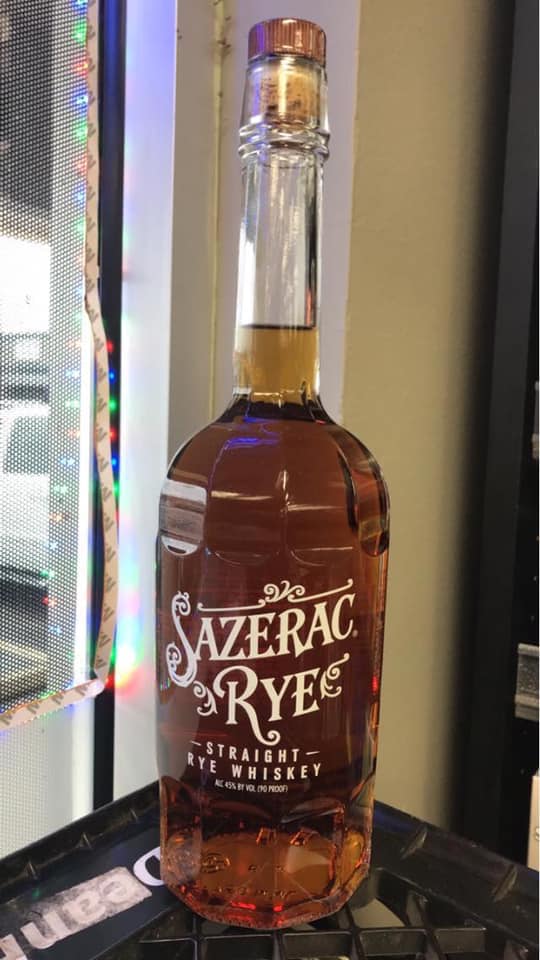 SAZERAC
RYE
STRAIGHT
RYE WHISKEY
ALC 45% BY VOL (90 PROOF)